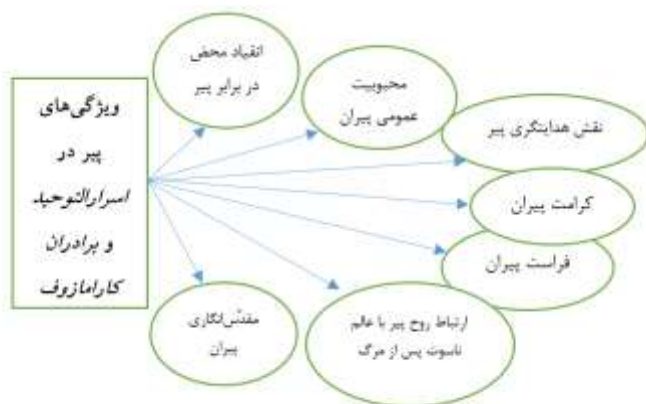 ویژگی‌های
پیر در
اسرارالتوحید
و برادران
کارامازوف
انقیاد محض
در برابر پیر
محبوبیت
عمومی پیران
نقش هدایتگری پیر
کرامت پیران
فراست پیران
ارتباط روح پیر با عالم
ناسوت پس از مرگ
مقدّس‌انگاری
پیران